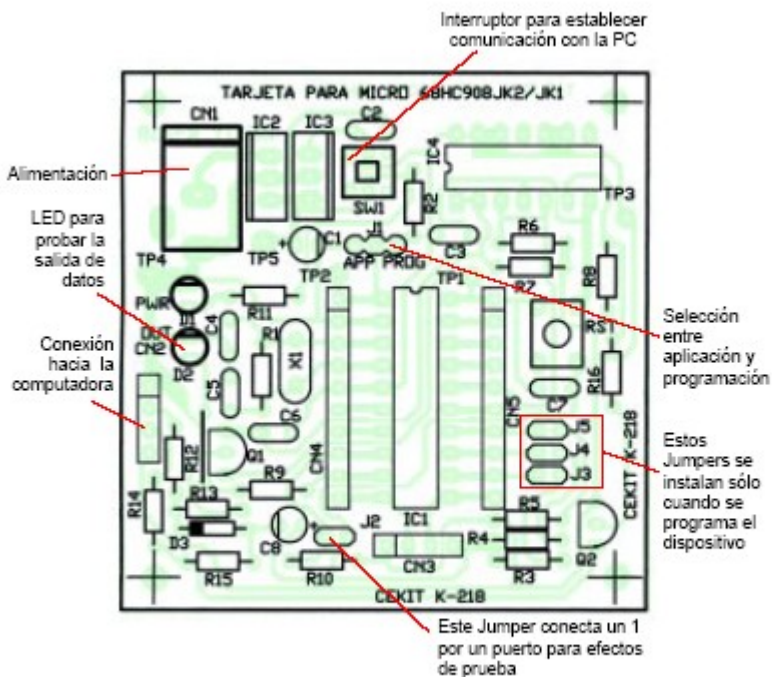 Interruptor para establecer
comunicación con la PC
TARJETA PARA MICRO 68HC908JK2/JK1
CN1
IC2
IC3
C2
IC4
Alimentación
SW1
R2
TP3
LED para
probar la
salida de
datos
J1
C1
C3
R6
TP4
TP5
TP2
APP PROG
TP1
R7
R8
PWR
D1
R11
RST
OUT
CN2
D2
C4
R1
X1
Selección
entre
aplicación y
programación
Conexión
hacia la
computadora
C5
R16
C7
CN5
C6
J5
J4
J3
Estos
Jumpers se
instalan sólo
cuando se
programa el
dispositivo
R12
Q1
CN4
CEKIT K-218
R14
R13
R9
D3
C8
J2
IC1
R5
R4
R3
Q2
R15
R10
CN3
CEKIT K-218
Este Jumper conecta un 1
por un puerto para efectos
de prueba